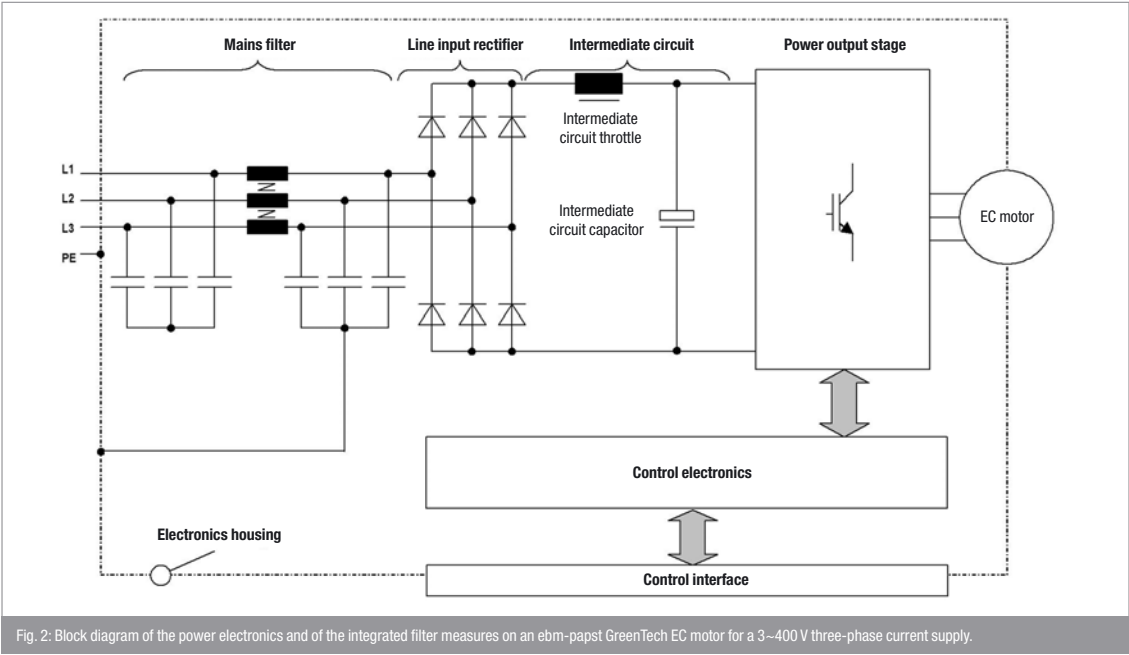 Mains filter
Line input rectifier
Intermediate circuit
Power output stage
Intermediate
circuit throttle
L1
L2
L3
PE
Intermediate
circuit capacitor
EC motor
Control electronics
Electronics housing
Control interface
Fig. 2: Block diagram of the power electronics and of the integrated filter measures on an ebm-papst GreenTech EC motor for a 3~400 V three-phase current supply.